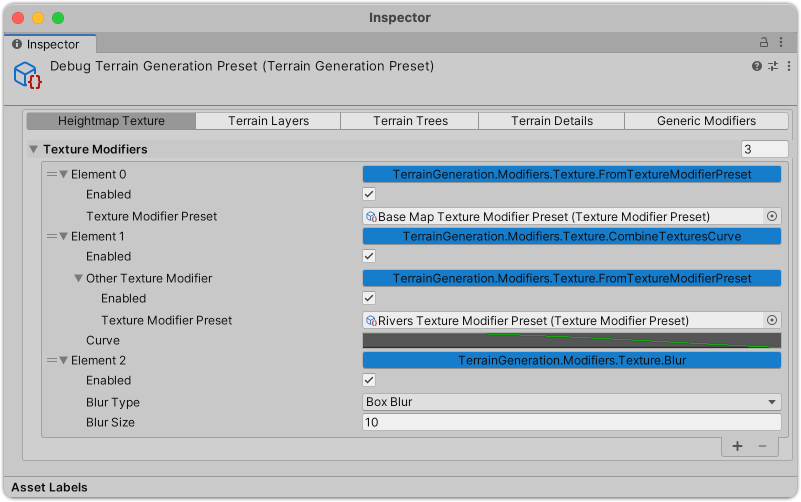 Inspector
Inspector
Debug Terrain Generation Preset (Terrain Generation Preset)
Heightmap Texture Terrain Layers Terrain Trees Terrain Details Generic Modifiers
Texture Modifiers 3
Element 0 TerrainGeneration.Modifiers.Texture.FromTextureModifierPreset
Enabled
Texture Modifier Preset Base Map Texture Modifier Preset (Texture Modifier Preset)
Element 1 TerrainGeneration.Modifiers.Texture.CombineTexturesCurve
Enabled
Other Texture Modifier TerrainGeneration.Modifiers.Texture.FromTextureModifierPreset
Enabled
Texture Modifier Preset Rivers Texture Modifier Preset (Texture Modifier Preset)
Curve
Element 2 TerrainGeneration.Modifiers.Texture.Blur
Enabled
Blur Type Box Blur
Blur Size 10
Asset Labels